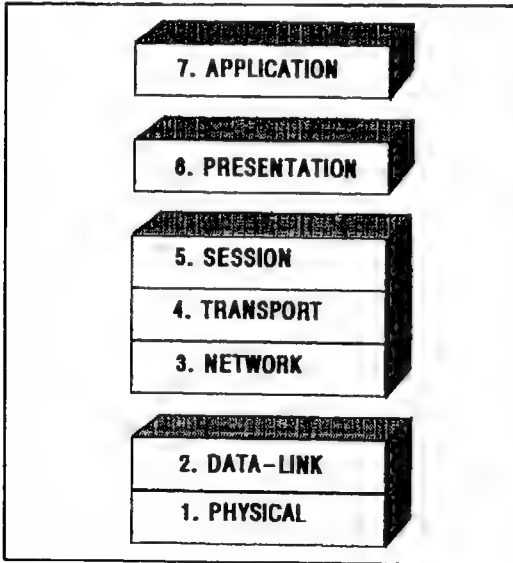 7. APPLICATION
6. PRESENTATION
5. SESSION
4. TRANSPORT
3. NETWORK
2. DATA-LINK
1. PHYSICAL